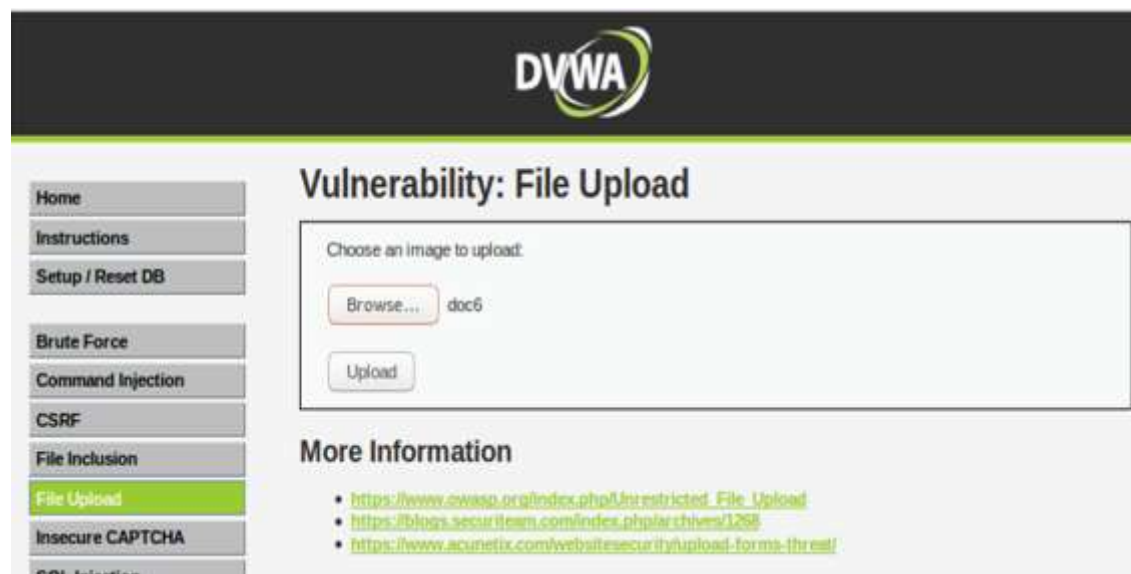 DVWA
Home
Instructions
Setup / Reset DB
Brute Force
Command Injection
CSRF
File Inclusion
File Upload
Insecure CAPTCHA
SQL Injection
Vulnerability: File Upload
Choose an image to upload:
Browse... doc6
Upload
More Information
https://www.owasp.org/index.php/Unrestricted_File_Upload
https://blogs.securiteam.com/index.php/archives/1268
https://www.acunetix.com/websitesecurity/upload-forms-threat/